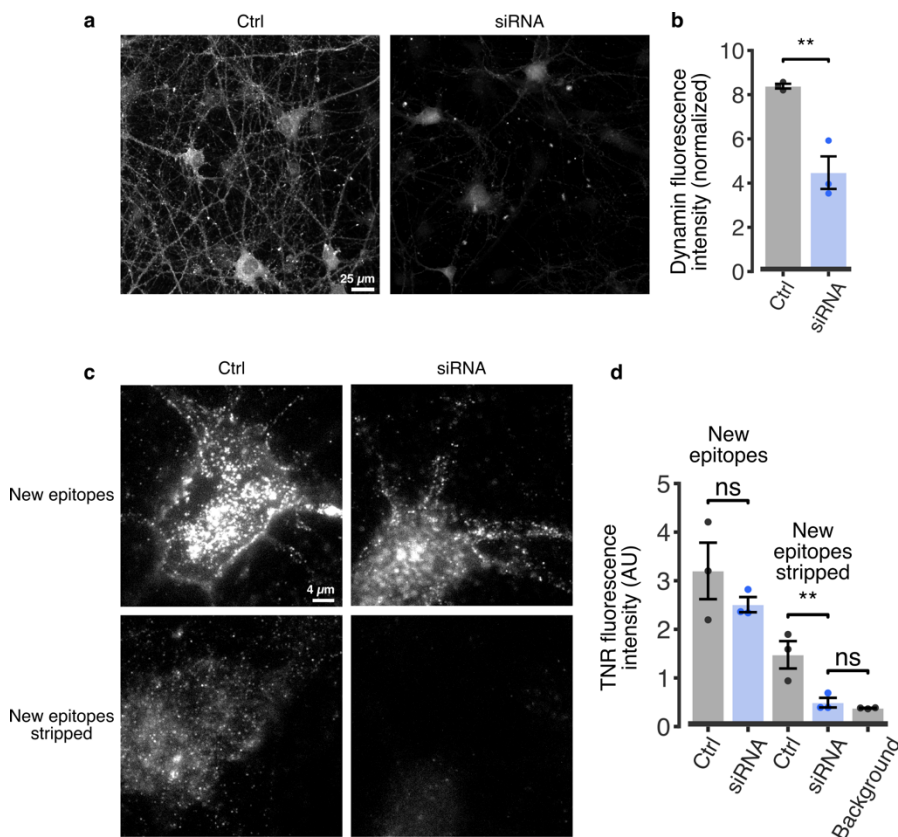 a
Ctrl
siRNA
25 µm
b
Dynamin fluorescence
intensity (normalized)
10
8
6
4
2
0
**
Ctrl
siRNA
c
Ctrl
siRNA
New epitopes
4 µm
New epitopes
stripped
d
TNR fluorescence
intensity (AU)
5
4
3
2
1
0
New
epitopes
ns
New
epitopes
stripped
**
ns
Ctrl
siRNA
Ctrl
siRNA
Background